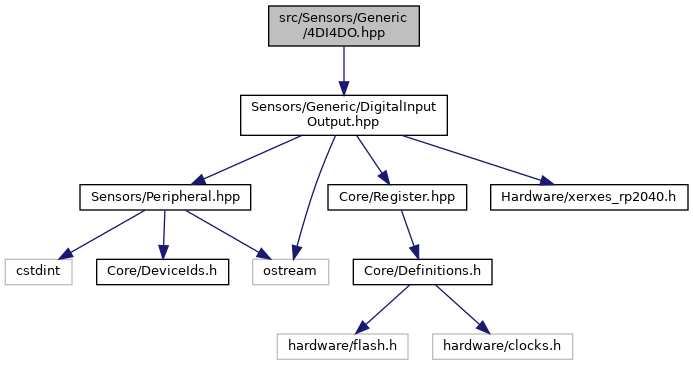 src/Sensors/Generic
/4DI4DO.hpp
Sensors/Generic/DigitalInput
Output.hpp
Sensors/Peripheral.hpp
Core/Register.hpp
Hardware/xerxes_rp2040.h
cstdint
Core/DeviceIds.h
ostream
Core/Definitions.h
hardware/flash.h
hardware/clocks.h